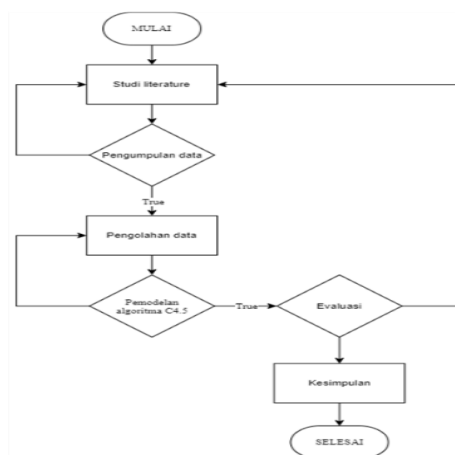 MULAI
Studi literature
Pengumpulan data
True
Pengolahan data
Pemodelan
algoritma C4.5
True
Evaluasi
Kesimpulan
SELESAI